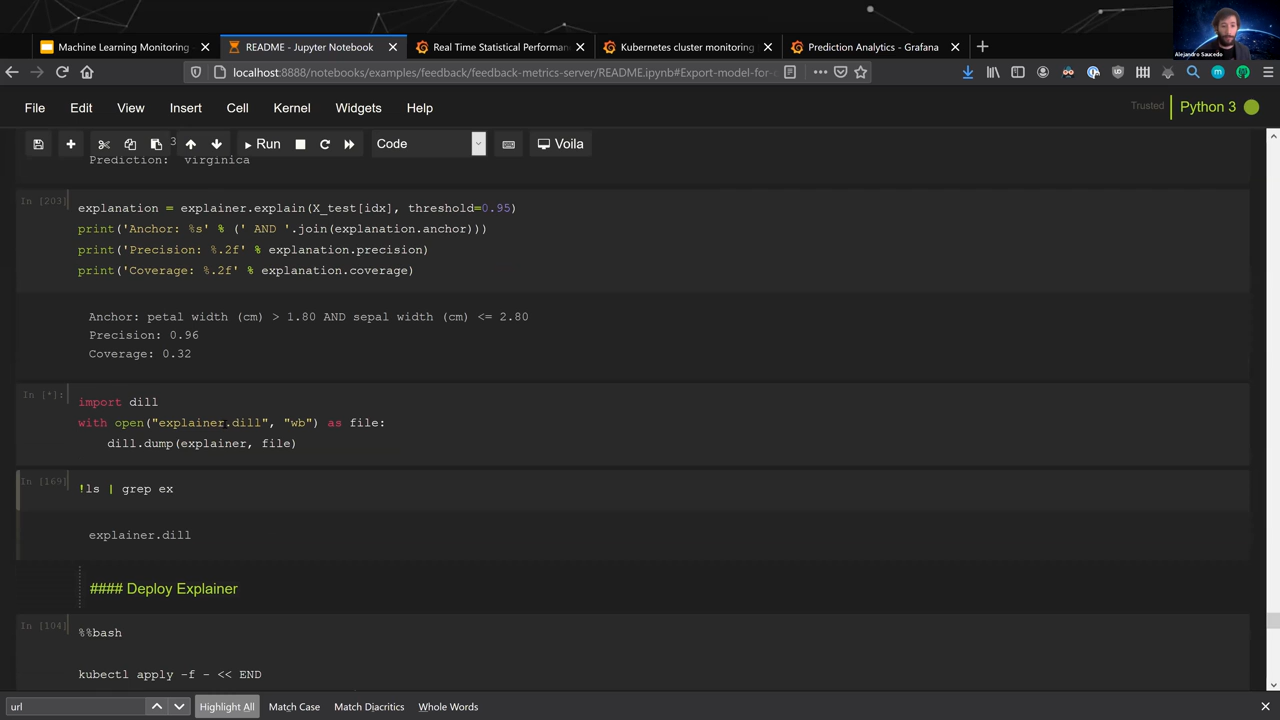 Machine Learning Monitoring
README - Jupyter Notebook
Real Time Statistical Performan
Kubernetes cluster monitoring
Prediction Analytics - Grafana
Alejandro Saucedo
localhost:8888/notebooks/examples/feedback/feedback-metrics-server/README.ipynb#Export-model-for-
File Edit View Insert Cell Kernel Widgets Help
Trusted
Python 3
Run
Code
Voila
3
Prediction: virginica
In [203]
explanation = explainer.explain(X_test[idx], threshold=0.95)
print('Anchor: %s' % (' AND '.join(explanation.anchor)))
print('Precision: %.2f' % explanation.precision)
print('Coverage: %.2f' % explanation.coverage)
Anchor: petal width (cm) > 1.80 AND sepal width (cm) <= 2.80
Precision: 0.96
Coverage: 0.32
In [*]:
import dill
with open("explainer.dill", "wb") as file:
dill.dump(explainer, file)
In [169]
!ls | grep ex
explainer.dill
#### Deploy Explainer
In [104]
%%bash
kubectl apply -f - << END
url
Highlight All
Match Case
Match Diacritics
Whole Words